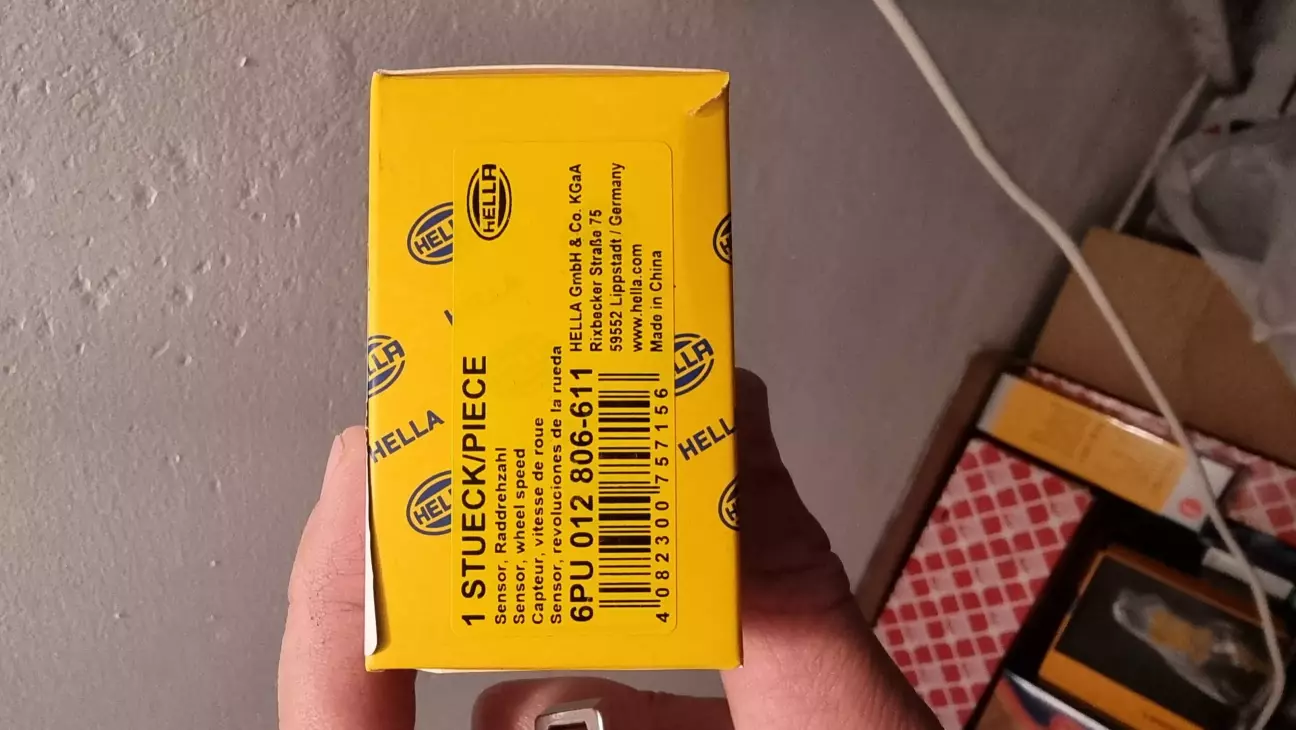 HELLA
1 STUECK/PIECE
Sensor, Raddrehzahl
Sensor, wheel speed
Capteur, vitesse de roue
Sensor, revoluciones de la rueda
6PU 012 806-611
HELLA GmbH & Co. KGaA
Rixbecker Straße 75
59552 Lippstadt / Germany
www.hella.com
Made in China
4 082300 757156
HELLA
HELLA